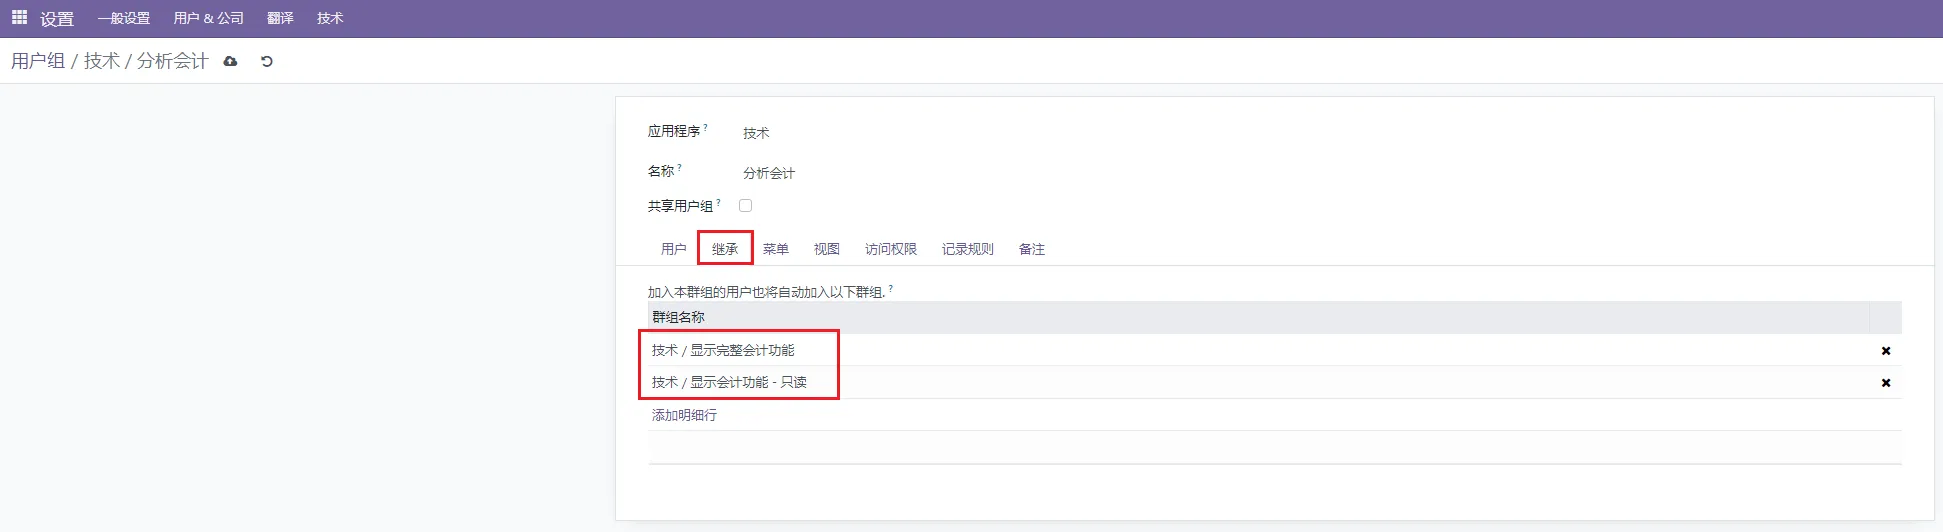 设置 一般设置 用户 & 公司 翻译 技术
用户组 / 技术 / 分析会计
应用程序 ? 技术
名称 ? 分析会计
共享用户组 ?
用户 继承 菜单 视图 访问权限 记录规则 备注
加入本群组的用户也将自动加入以下群组. ?
群组名称
技术 / 显示完整会计功能
技术 / 显示会计功能 - 只读
添加明细行